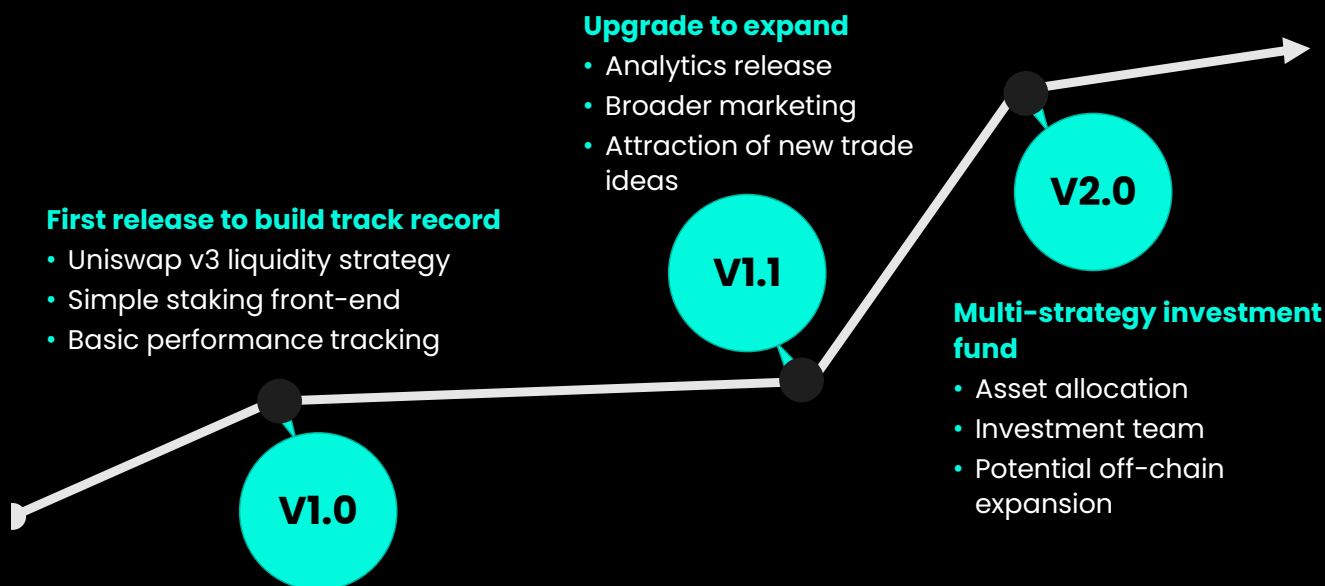 First release to build track record
• Uniswap v3 liquidity strategy
• Simple staking front-end
• Basic performance tracking
V1.0
Upgrade to expand
• Analytics release
• Broader marketing
• Attraction of new trade
ideas
V1.1
V2.0
Multi-strategy investment
fund
• Asset allocation
• Investment team
• Potential off-chain
expansion